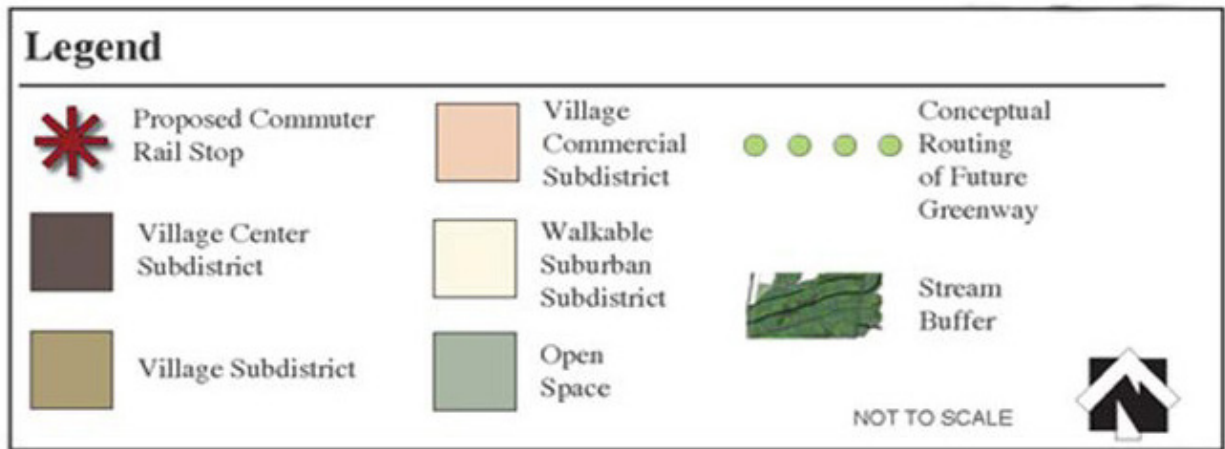 Legend
Proposed Commuter
Rail Stop
Village Center
Subdistrict
Village Subdistrict
Village
Commercial
Subdistrict
Walkable
Suburban
Subdistrict
Open
Space
Conceptual
Routing
of Future
Greenway
Stream
Buffer
NOT TO SCALE